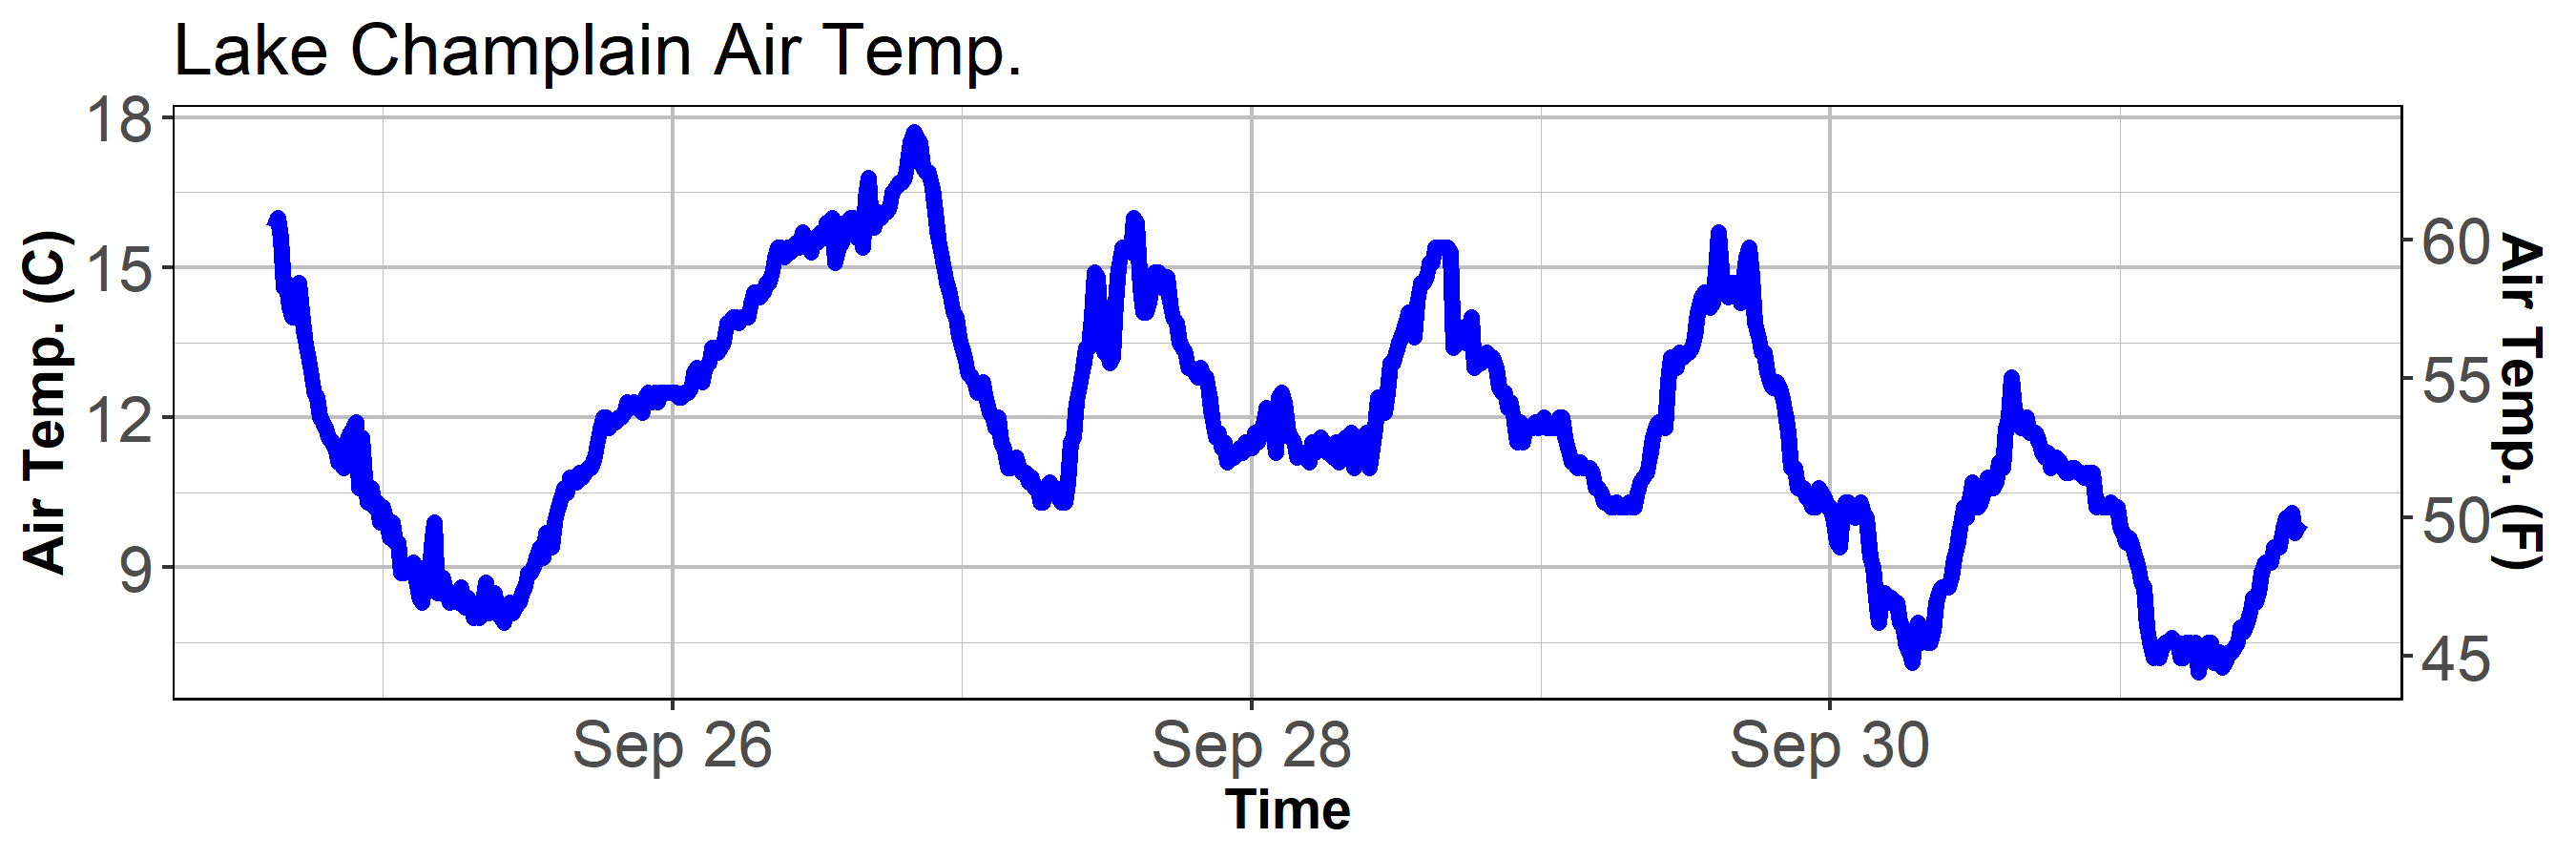 Lake Champlain Air Temp.
18
15
12
9
Air Temp. (C)
60
55
50
45
Air Temp. (F)
Sep 26
Sep 28
Sep 30
Time